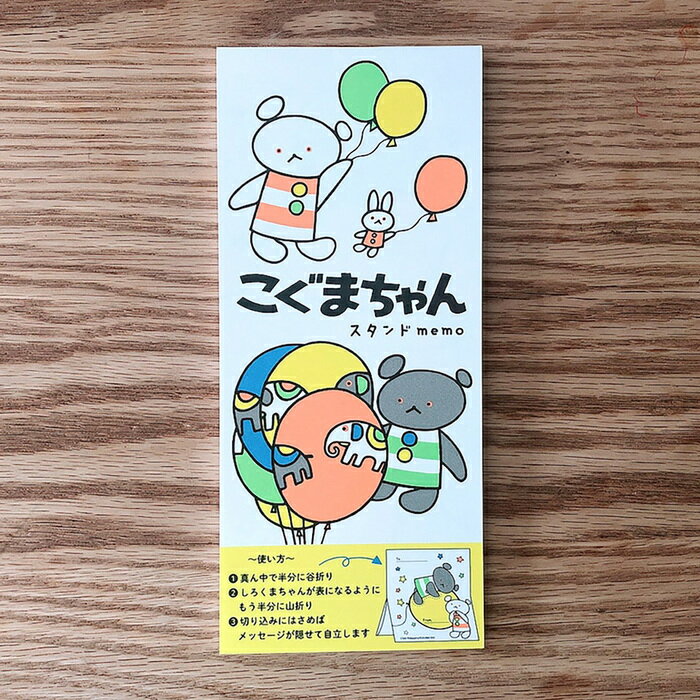 こぐまちゃん
スタンドmemo
～使い方～
❶真ん中で半分に谷折り
❷しろくまちゃんが表になるように
もう半分に山折り
❸切り込みにはさめば
メッセージが隠せて自立します
To
From